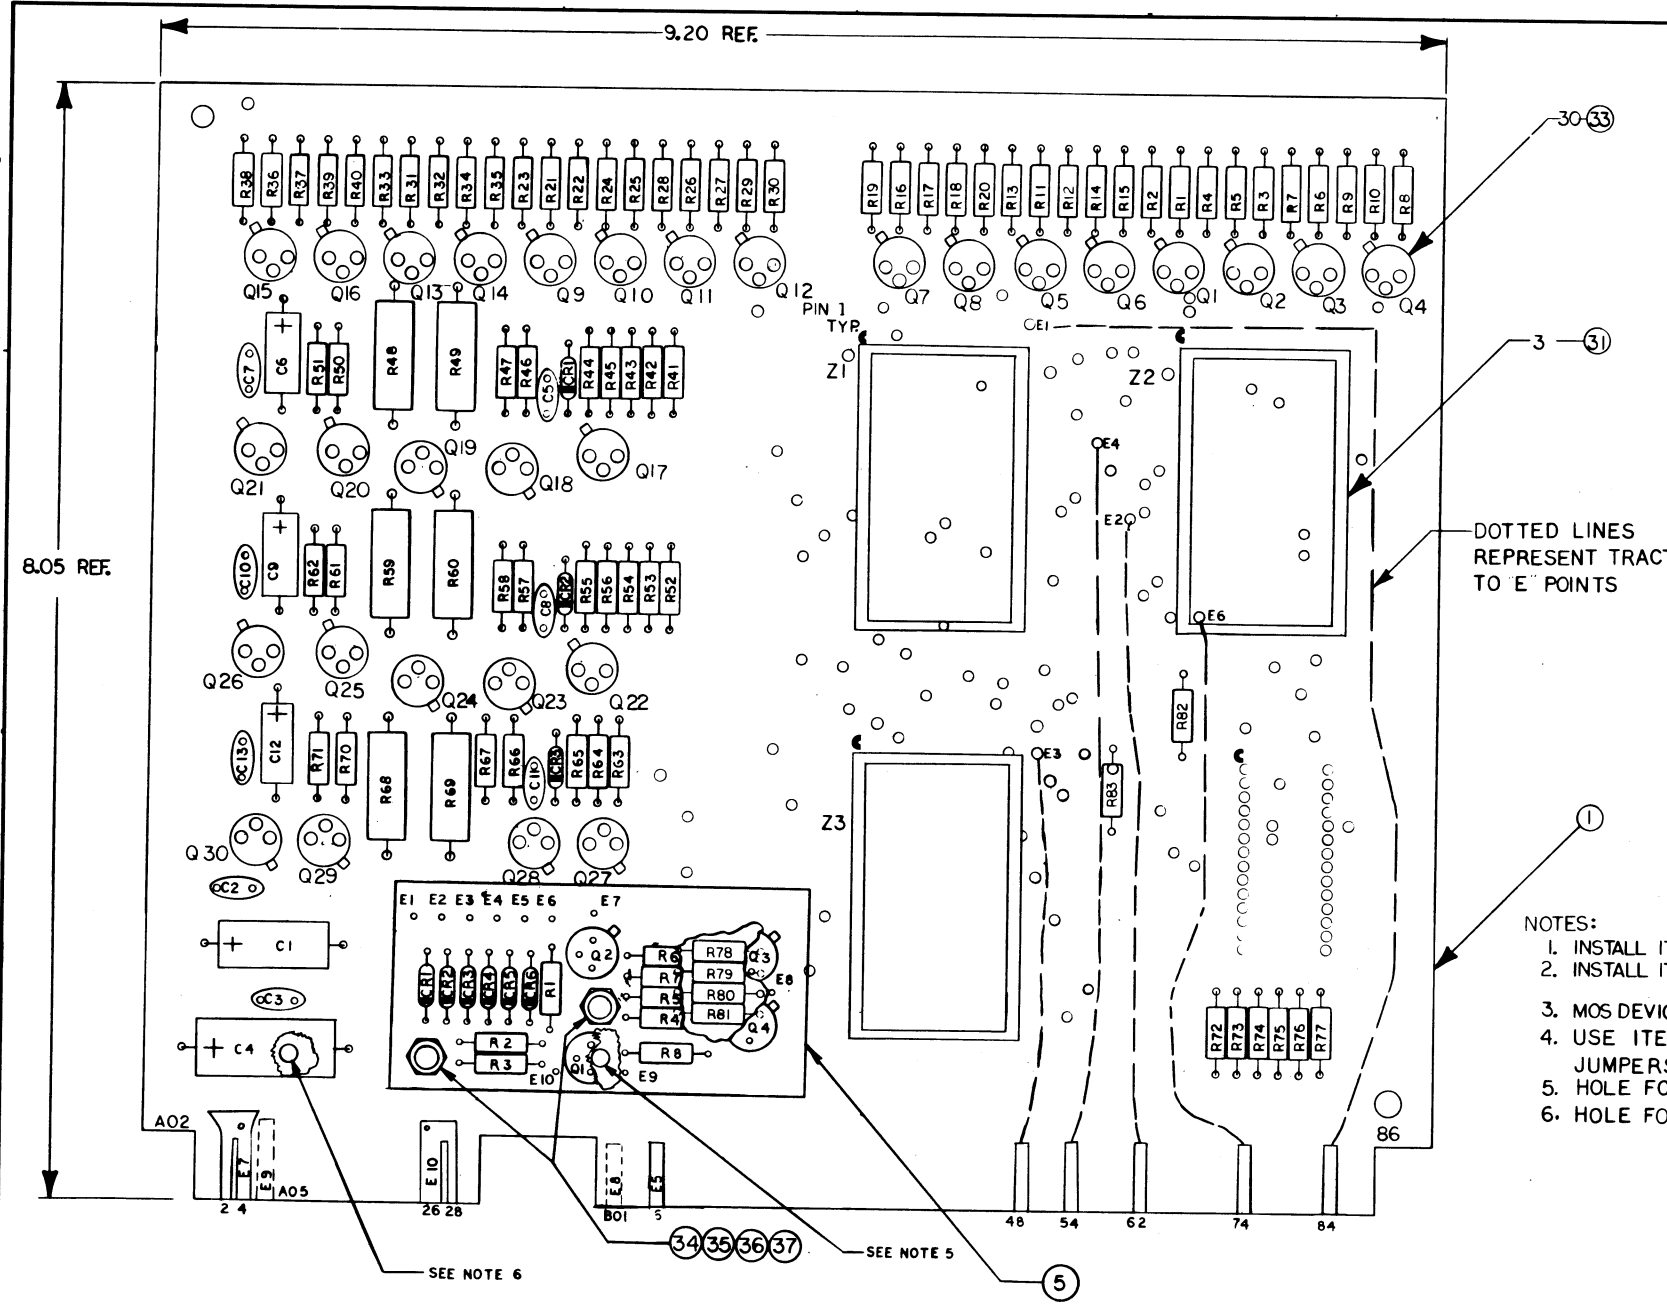 9.20 REF.
8.05 REF.
30 33
R38 R36 R37 R39 R40 R33 R31 R32 R34 R35 R23 R21 R22 R24 R25 R28 R26 R27 R29 R30
R19 R16 R17 R18 R20 R13 R11 R12 R14 R15 R2 R1 R4 R5 R3 R7 R6 R9 R10 R8
Q15 Q16 Q13 Q14 Q9 Q10 Q11 Q12
Q7 Q8 Q5 Q6 Q1 Q2 Q3 Q4
PIN 1
TYP.
E1
3 31
C7 + C6 R51 R50 R48 R49 R47 R46 C5 CR1 R44 R45 R43 R42 R41
Z1 Z2
Q21 Q20 Q19 Q18 Q17
E4
E2
DOTTED LINES
REPRESENT TRACT
TO "E" POINTS
C10 + C9 R62 R61 R59 R60 R58 R57 C8 CR2 R55 R56 R54 R53 R52
E6
Q26 Q25 Q24 Q23 Q22
R82
C13 + C12 R71 R70 R68 R69 R67 R66 C11 CR3 R65 R64 R63
E3
R83
Z3
1
Q30 Q29 Q28 Q27
C2
E1 E2 E3 E4 E5 E6 E7
+ C1
Q2 R6 R78 Q3
CR1 CR2 CR3 CR4 CR5 CR6 R1
R7 R79 E8
R5 R80
R4 R81 Q4
C3
+ C4
R2
R3
E10 Q1 E9 R8
R72 R73 R74 R75 R76 R77
NOTES:
1. INSTALL IT
2. INSTALL IT
3. MOS DEVIC
4. USE ITE
JUMPERS
5. HOLE FO
6. HOLE FO
A02
86
E7 E9 A05 E10 E8 E5
2 4 26 28 B01 5 48 54 62 74 84
34 35 36 37
SEE NOTE 5
SEE NOTE 6
5